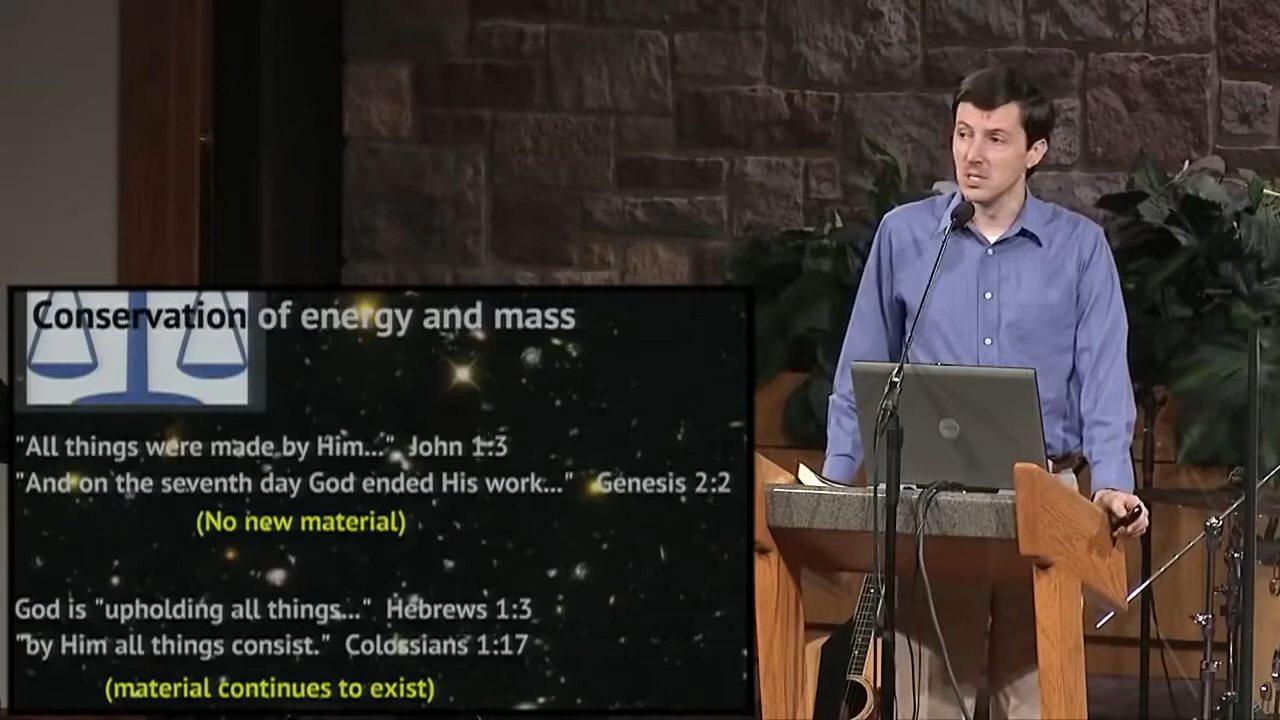 Conservation of energy and mass
"All things were made by Him..." John 1:3
"And on the seventh day God ended His work..." Genesis 2:2
(No new material)
God is "upholding all things..." Hebrews 1:3
"by Him all things consist." Colossians 1:17
(material continues to exist)